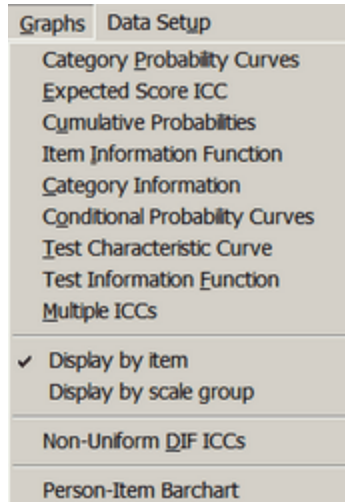 Graphs Data Setup
Category Probability Curves
Expected Score ICC
Cumulative Probabilities
Item Information Function
Category Information
Conditional Probability Curves
Test Characteristic Curve
Test Information Function
Multiple ICCs
✓ Display by item
Display by scale group
Non-Uniform DIF ICCs
Person-Item Barchart